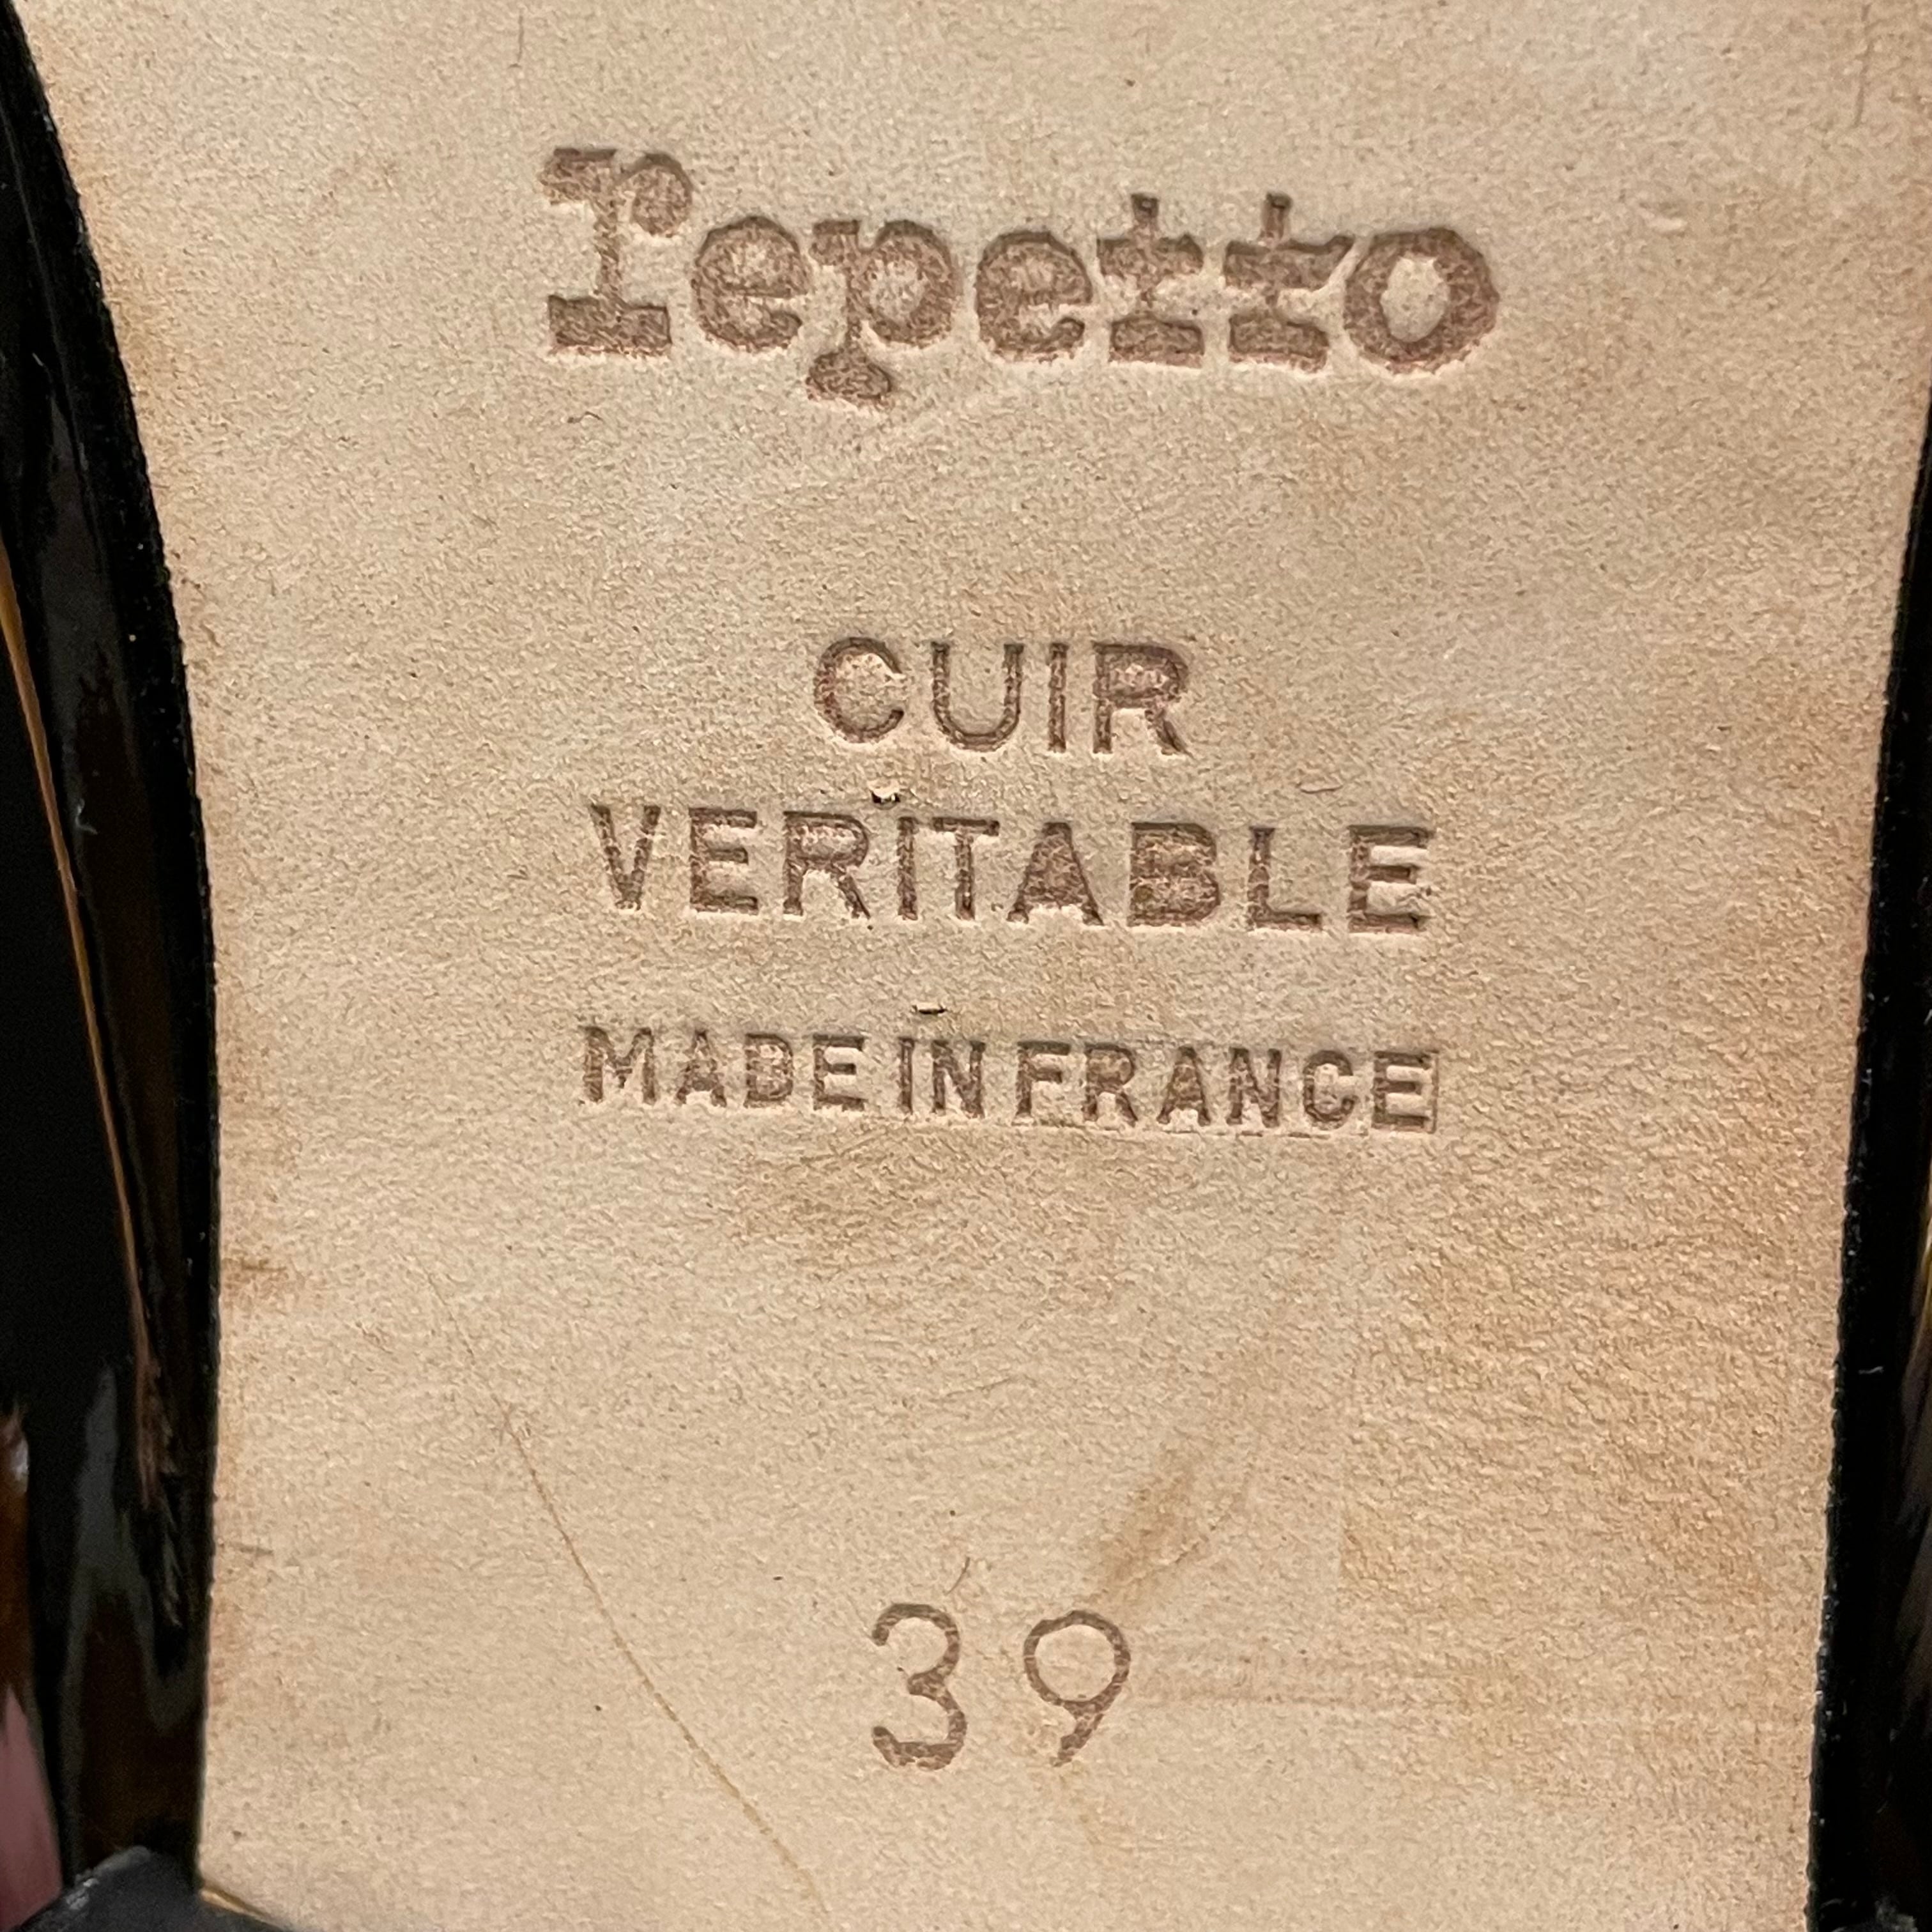 repetto
CUIR
VERITABLE
MADE IN FRANCE
39